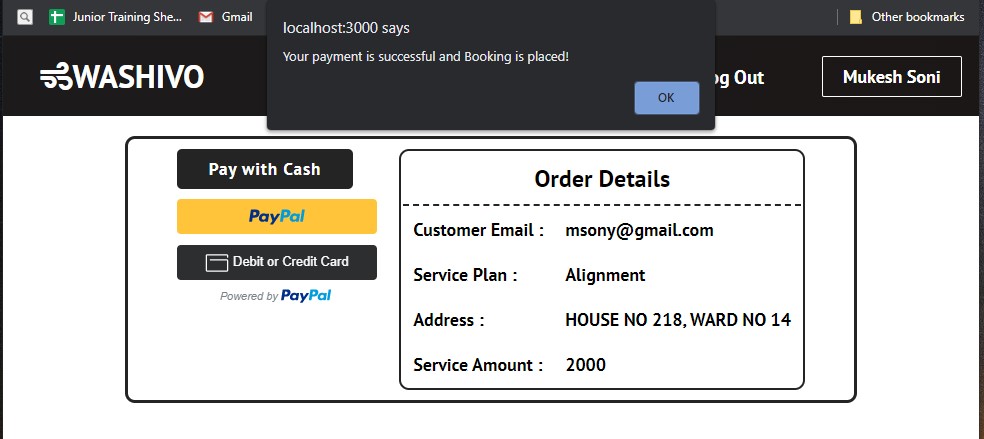 Junior Training She...
Gmail
Other bookmarks
localhost:3000 says
Your payment is successful and Booking is placed!
OK
WASHIVO
og Out
Mukesh Soni
Pay with Cash
PayPal
Debit or Credit Card
Powered by PayPal
Order Details
Customer Email : msony@gmail.com
Service Plan : Alignment
Address : HOUSE NO 218, WARD NO 14
Service Amount : 2000